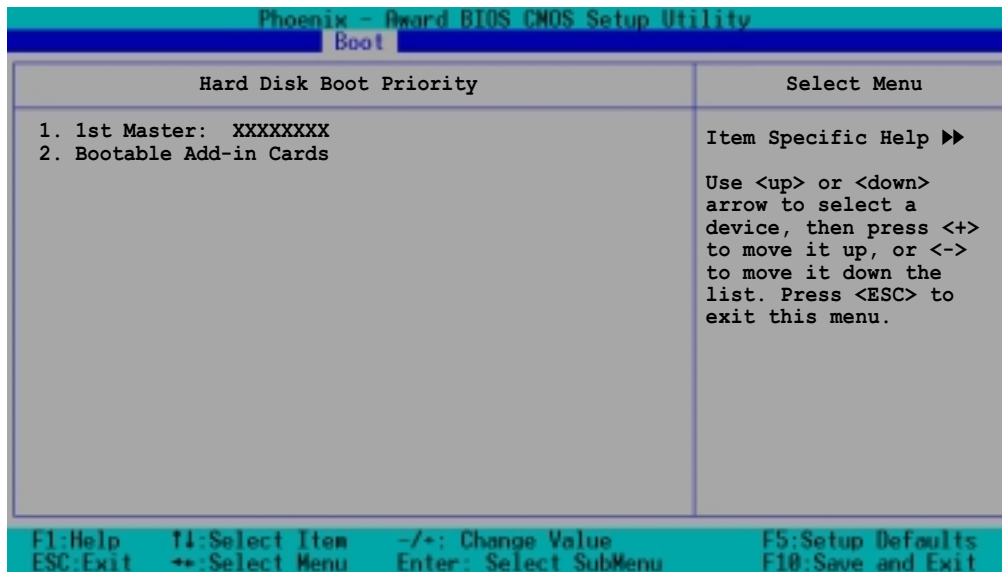 Phoenix - Award BIOS CMOS Setup Utility
Boot
Hard Disk Boot Priority
Select Menu
1. 1st Master: XXXXXXXX
2. Bootable Add-in Cards
Item Specific Help ▶▶
Use <up> or <down>
arrow to select a
device, then press <+>
to move it up, or <->
to move it down the
list. Press <ESC> to
exit this menu.
F1:Help ↑↓:Select Item -/+: Change Value F5:Setup Defaults
ESC:Exit ←→:Select Menu Enter: Select SubMenu F10:Save and Exit